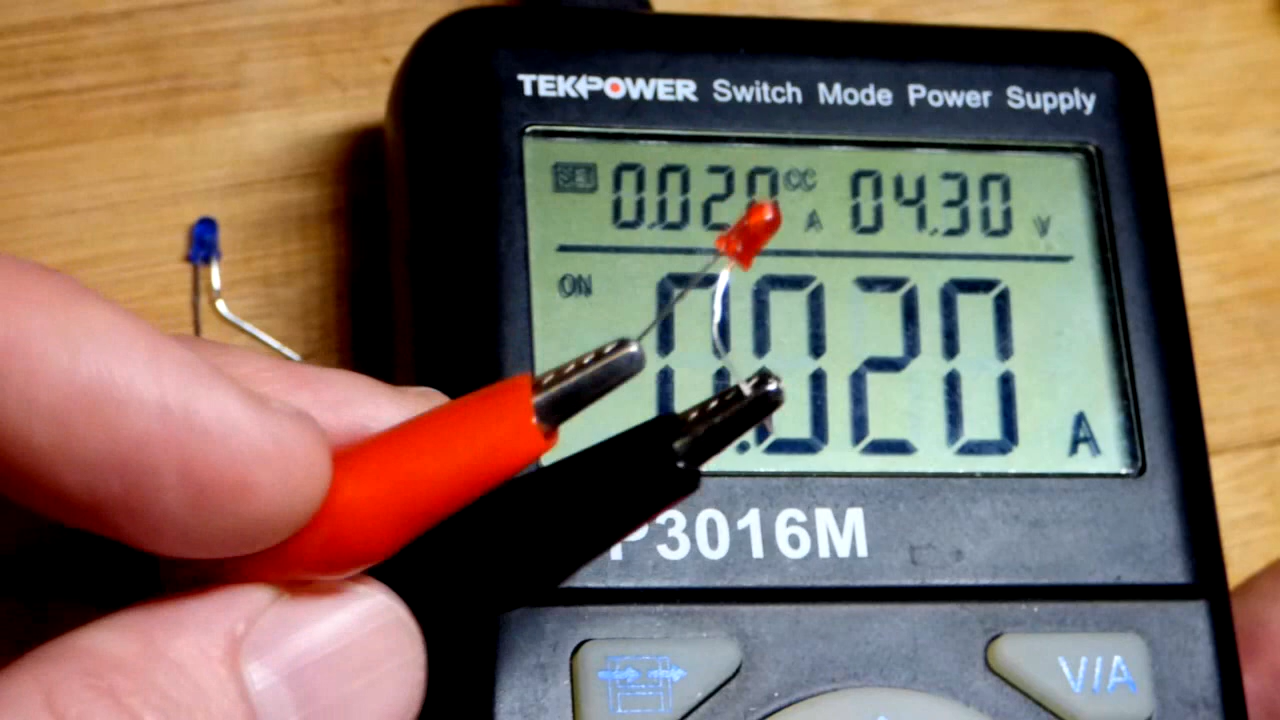 TEKPOWER Switch Mode Power Supply
SET 0.020 CC A 04.30 V
ON 0.020 A
P3016M
V/A